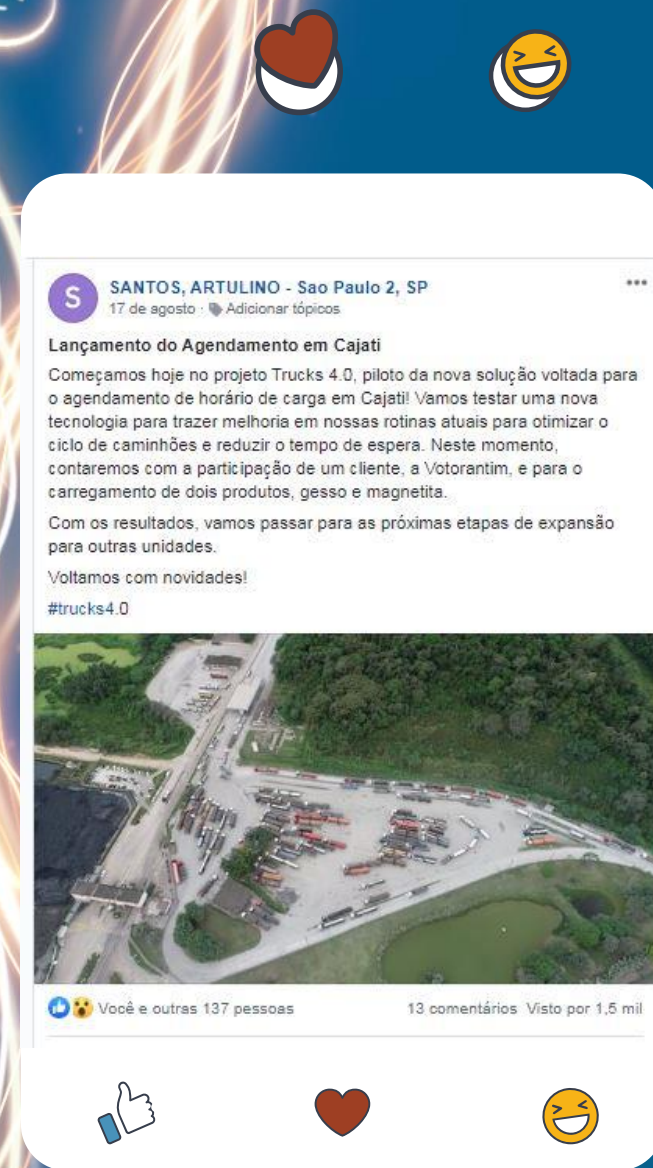 S
SANTOS, ARTULINO - Sao Paulo 2, SP
17 de agosto · Adicionar tópicos
Lançamento do Agendamento em Cajati
Começamos hoje no projeto Trucks 4.0, piloto da nova solução voltada para
o agendamento de horário de carga em Cajati! Vamos testar uma nova
tecnologia para trazer melhoria em nossas rotinas atuais para otimizar o
ciclo de caminhões e reduzir o tempo de espera. Neste momento,
contaremos com a participação de um cliente, a Votorantim, e para o
carregamento de dois produtos, gesso e magnetita.
Com os resultados, vamos passar para as próximas etapas de expansão
para outras unidades.
Voltamos com novidades!
#trucks4.0
Você e outras 137 pessoas
13 comentários Visto por 1,5 mil